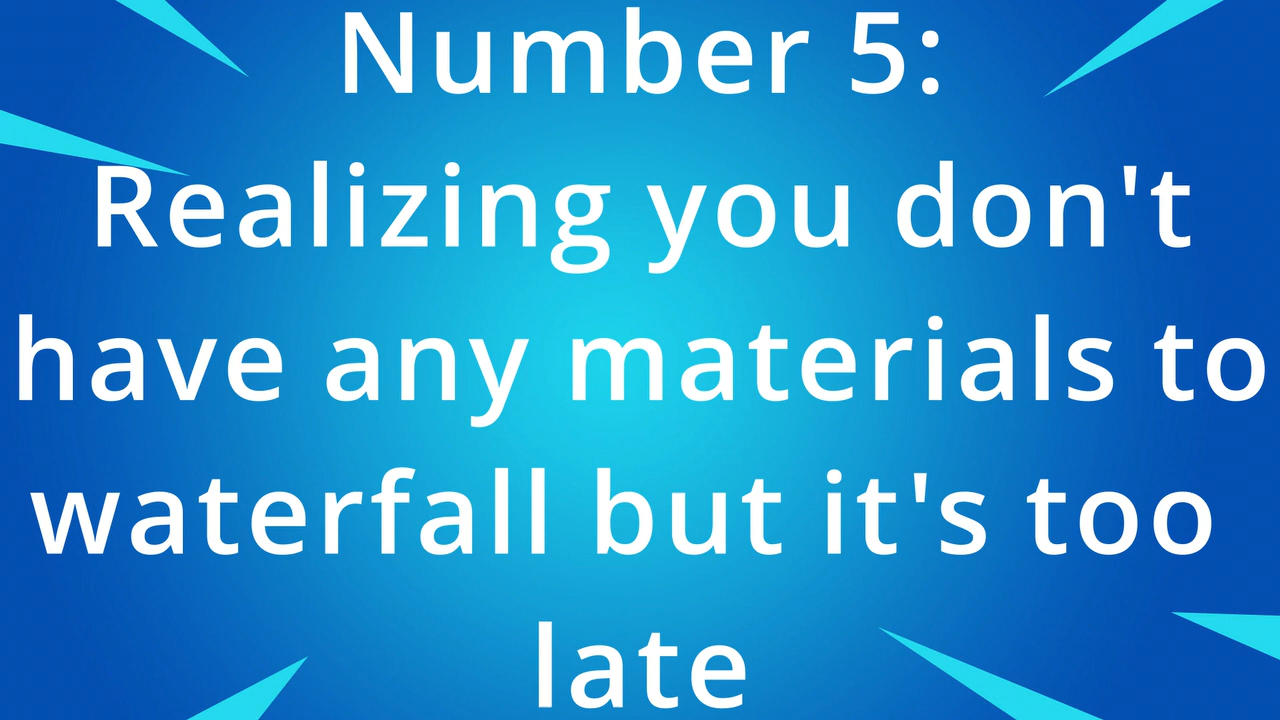 Number 5:
Realizing you don't
have any materials to
waterfall but it's too
late